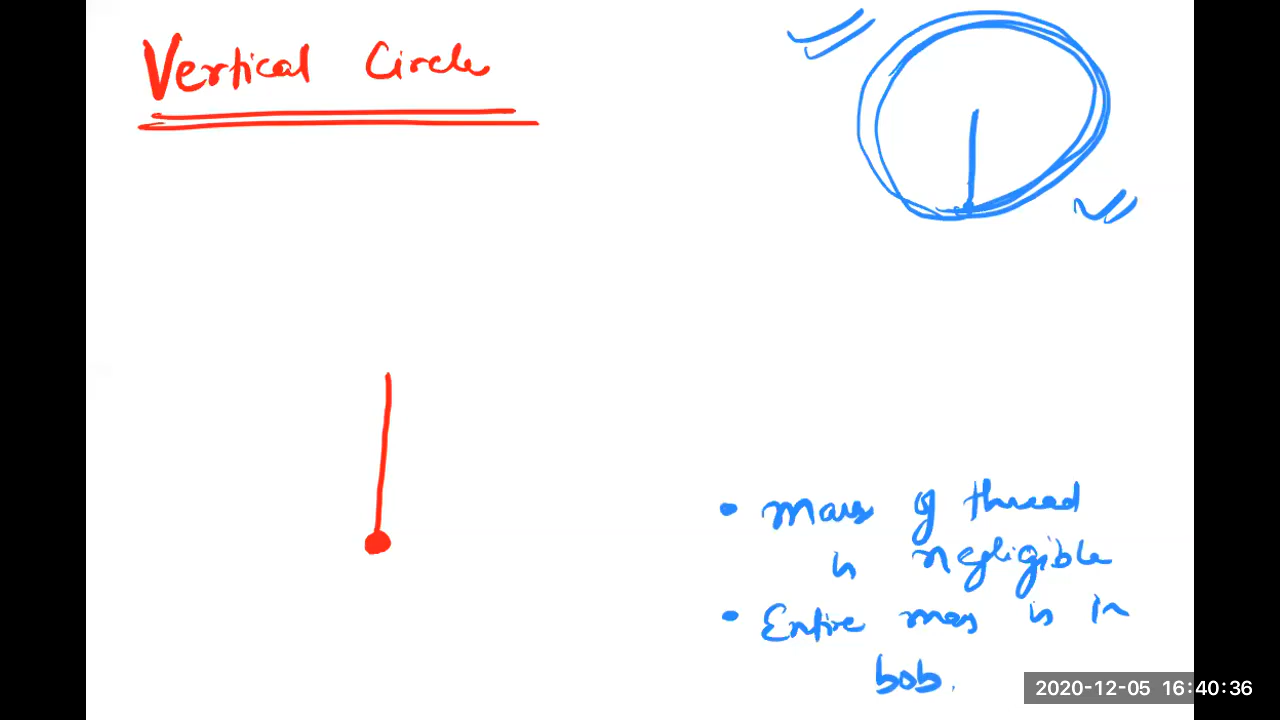 Vertical Circle
• Mass of thread
is negligible
• Entire mass is in
bob.
2020-12-05 16:40:36